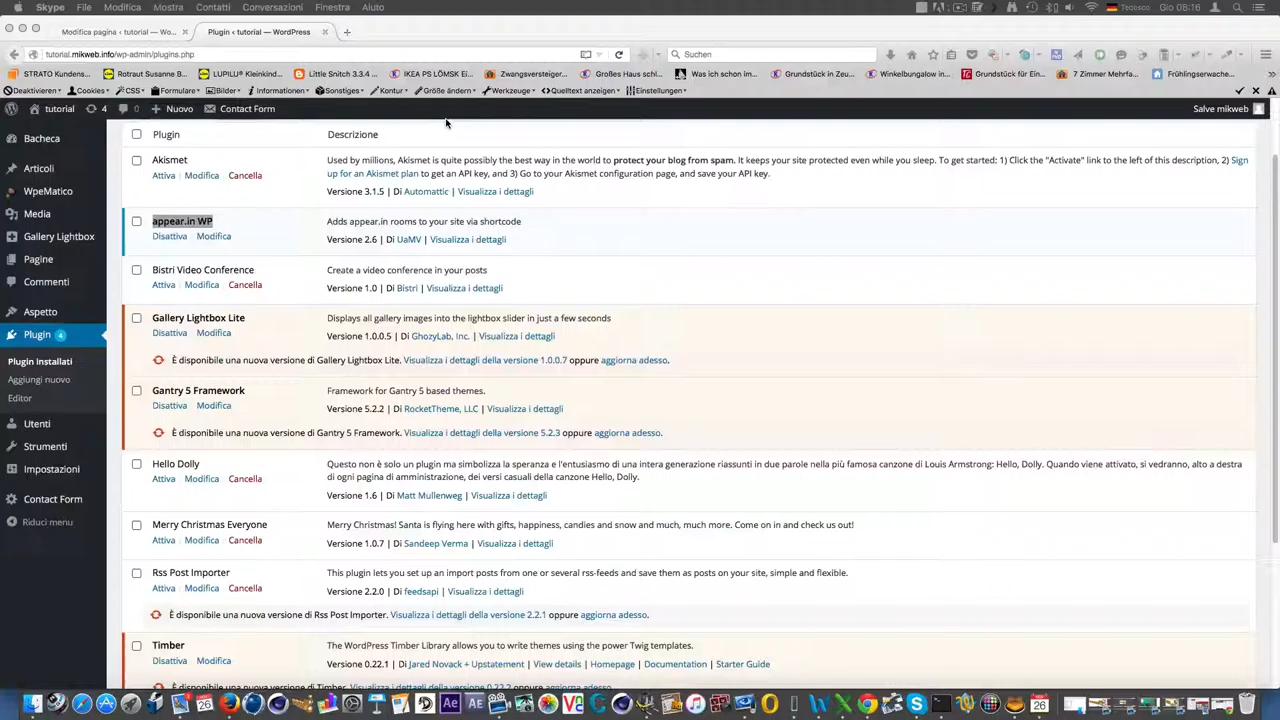 Skype File Modifica Mostra Contatti Conversazioni Finestra Aiuto Tedesco Gio 08:16
Modifica pagina ‹ tutorial — Wo... Plugin ‹ tutorial — WordPress
tutorial.mikweb.info/wp-admin/plugins.php Suchen
STRATO Kundens... Rotraut Susanne B... LUPILU® Kleinkind... Little Snitch 3.3.4 ... IKEA PS LÖMSK Ei... Zwangsversteiger... Großes Haus schl... Was ich schon im... Grundstück in Zeu... Winkelbungalow in... Grundstück für Ein... 7 Zimmer Mehrfa... Frühlingserwache...
Deaktivieren Cookies CSS Formulare Bilder Informationen Sonstiges Kontur Größe ändern Werkzeuge Quelltext anzeigen Einstellungen
tutorial 4 0 Nuovo Contact Form Salve mikweb
Bacheca
Articoli
WpeMatico
Media
Gallery Lightbox
Pagine
Commenti
Aspetto
Plugin 4
Plugin installati
Aggiungi nuovo
Editor
Utenti
Strumenti
Impostazioni
Contact Form
Riduci menu
Plugin Descrizione
Akismet
Attiva Modifica Cancella
Used by millions, Akismet is quite possibly the best way in the world to protect your blog from spam. It keeps your site protected even while you sleep. To get started: 1) Click the "Activate" link to the left of this description, 2) Sign
up for an Akismet plan to get an API key, and 3) Go to your Akismet configuration page, and save your API key.
Versione 3.1.5 | Di Automattic | Visualizza i dettagli
appear.in WP
Disattiva Modifica
Adds appear.in rooms to your site via shortcode
Versione 2.6 | Di UaMV | Visualizza i dettagli
Bistri Video Conference
Attiva Modifica Cancella
Create a video conference in your posts
Versione 1.0 | Di Bistri | Visualizza i dettagli
Gallery Lightbox Lite
Disattiva Modifica
Displays all gallery images into the lightbox slider in just a few seconds
Versione 1.0.0.5 | Di GhozyLab, Inc. | Visualizza i dettagli
È disponibile una nuova versione di Gallery Lightbox Lite. Visualizza i dettagli della versione 1.0.0.7 oppure aggiorna adesso.
Gantry 5 Framework
Disattiva Modifica
Framework for Gantry 5 based themes.
Versione 5.2.2 | Di RocketTheme, LLC | Visualizza i dettagli
È disponibile una nuova versione di Gantry 5 Framework. Visualizza i dettagli della versione 5.2.3 oppure aggiorna adesso.
Hello Dolly
Attiva Modifica Cancella
Questo non è solo un plugin ma simbolizza la speranza e l'entusiasmo di una intera generazione riassunti in due parole nella più famosa canzone di Louis Armstrong: Hello, Dolly. Quando viene attivato, si vedranno, alto a destra
di ogni pagina di amministrazione, dei versi casuali della canzone Hello, Dolly.
Versione 1.6 | Di Matt Mullenweg | Visualizza i dettagli
Merry Christmas Everyone
Attiva Modifica Cancella
Merry Christmas! Santa is flying here with gifts, happiness, candies and snow and much, much more. Come on in and check us out!
Versione 1.0.7 | Di Sandeep Verma | Visualizza i dettagli
Rss Post Importer
Attiva Modifica Cancella
This plugin lets you set up an import posts from one or several rss-feeds and save them as posts on your site, simple and flexible.
Versione 2.2.0 | Di feedsapi | Visualizza i dettagli
È disponibile una nuova versione di Rss Post Importer. Visualizza i dettagli della versione 2.2.1 oppure aggiorna adesso.
Timber
Disattiva Modifica
The WordPress Timber Library allows you to write themes using the power Twig templates.
Versione 0.22.1 | Di Jared Novack + Upstatement | View details | Homepage | Documentation | Starter Guide
È disponibile una nuova versione di Timber. Visualizza i dettagli della versione 0.22.2 oppure aggiorna adesso.